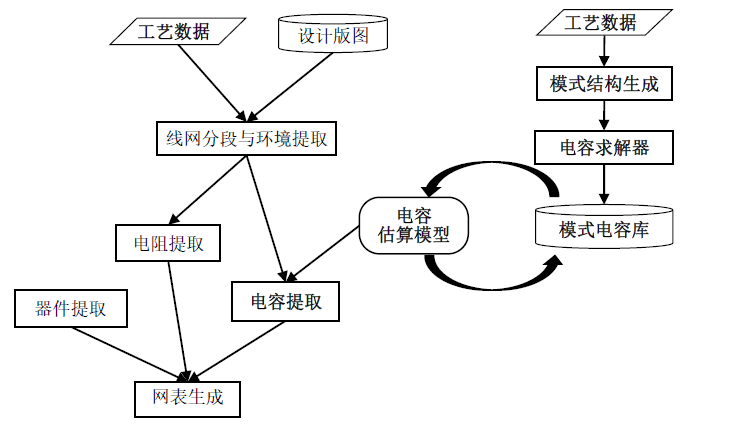 工艺数据
设计版图
工艺数据
模式结构生成
线网分段与环境提取
电容求解器
电阻提取
电容
估算模型
模式电容库
器件提取
电容提取
网表生成